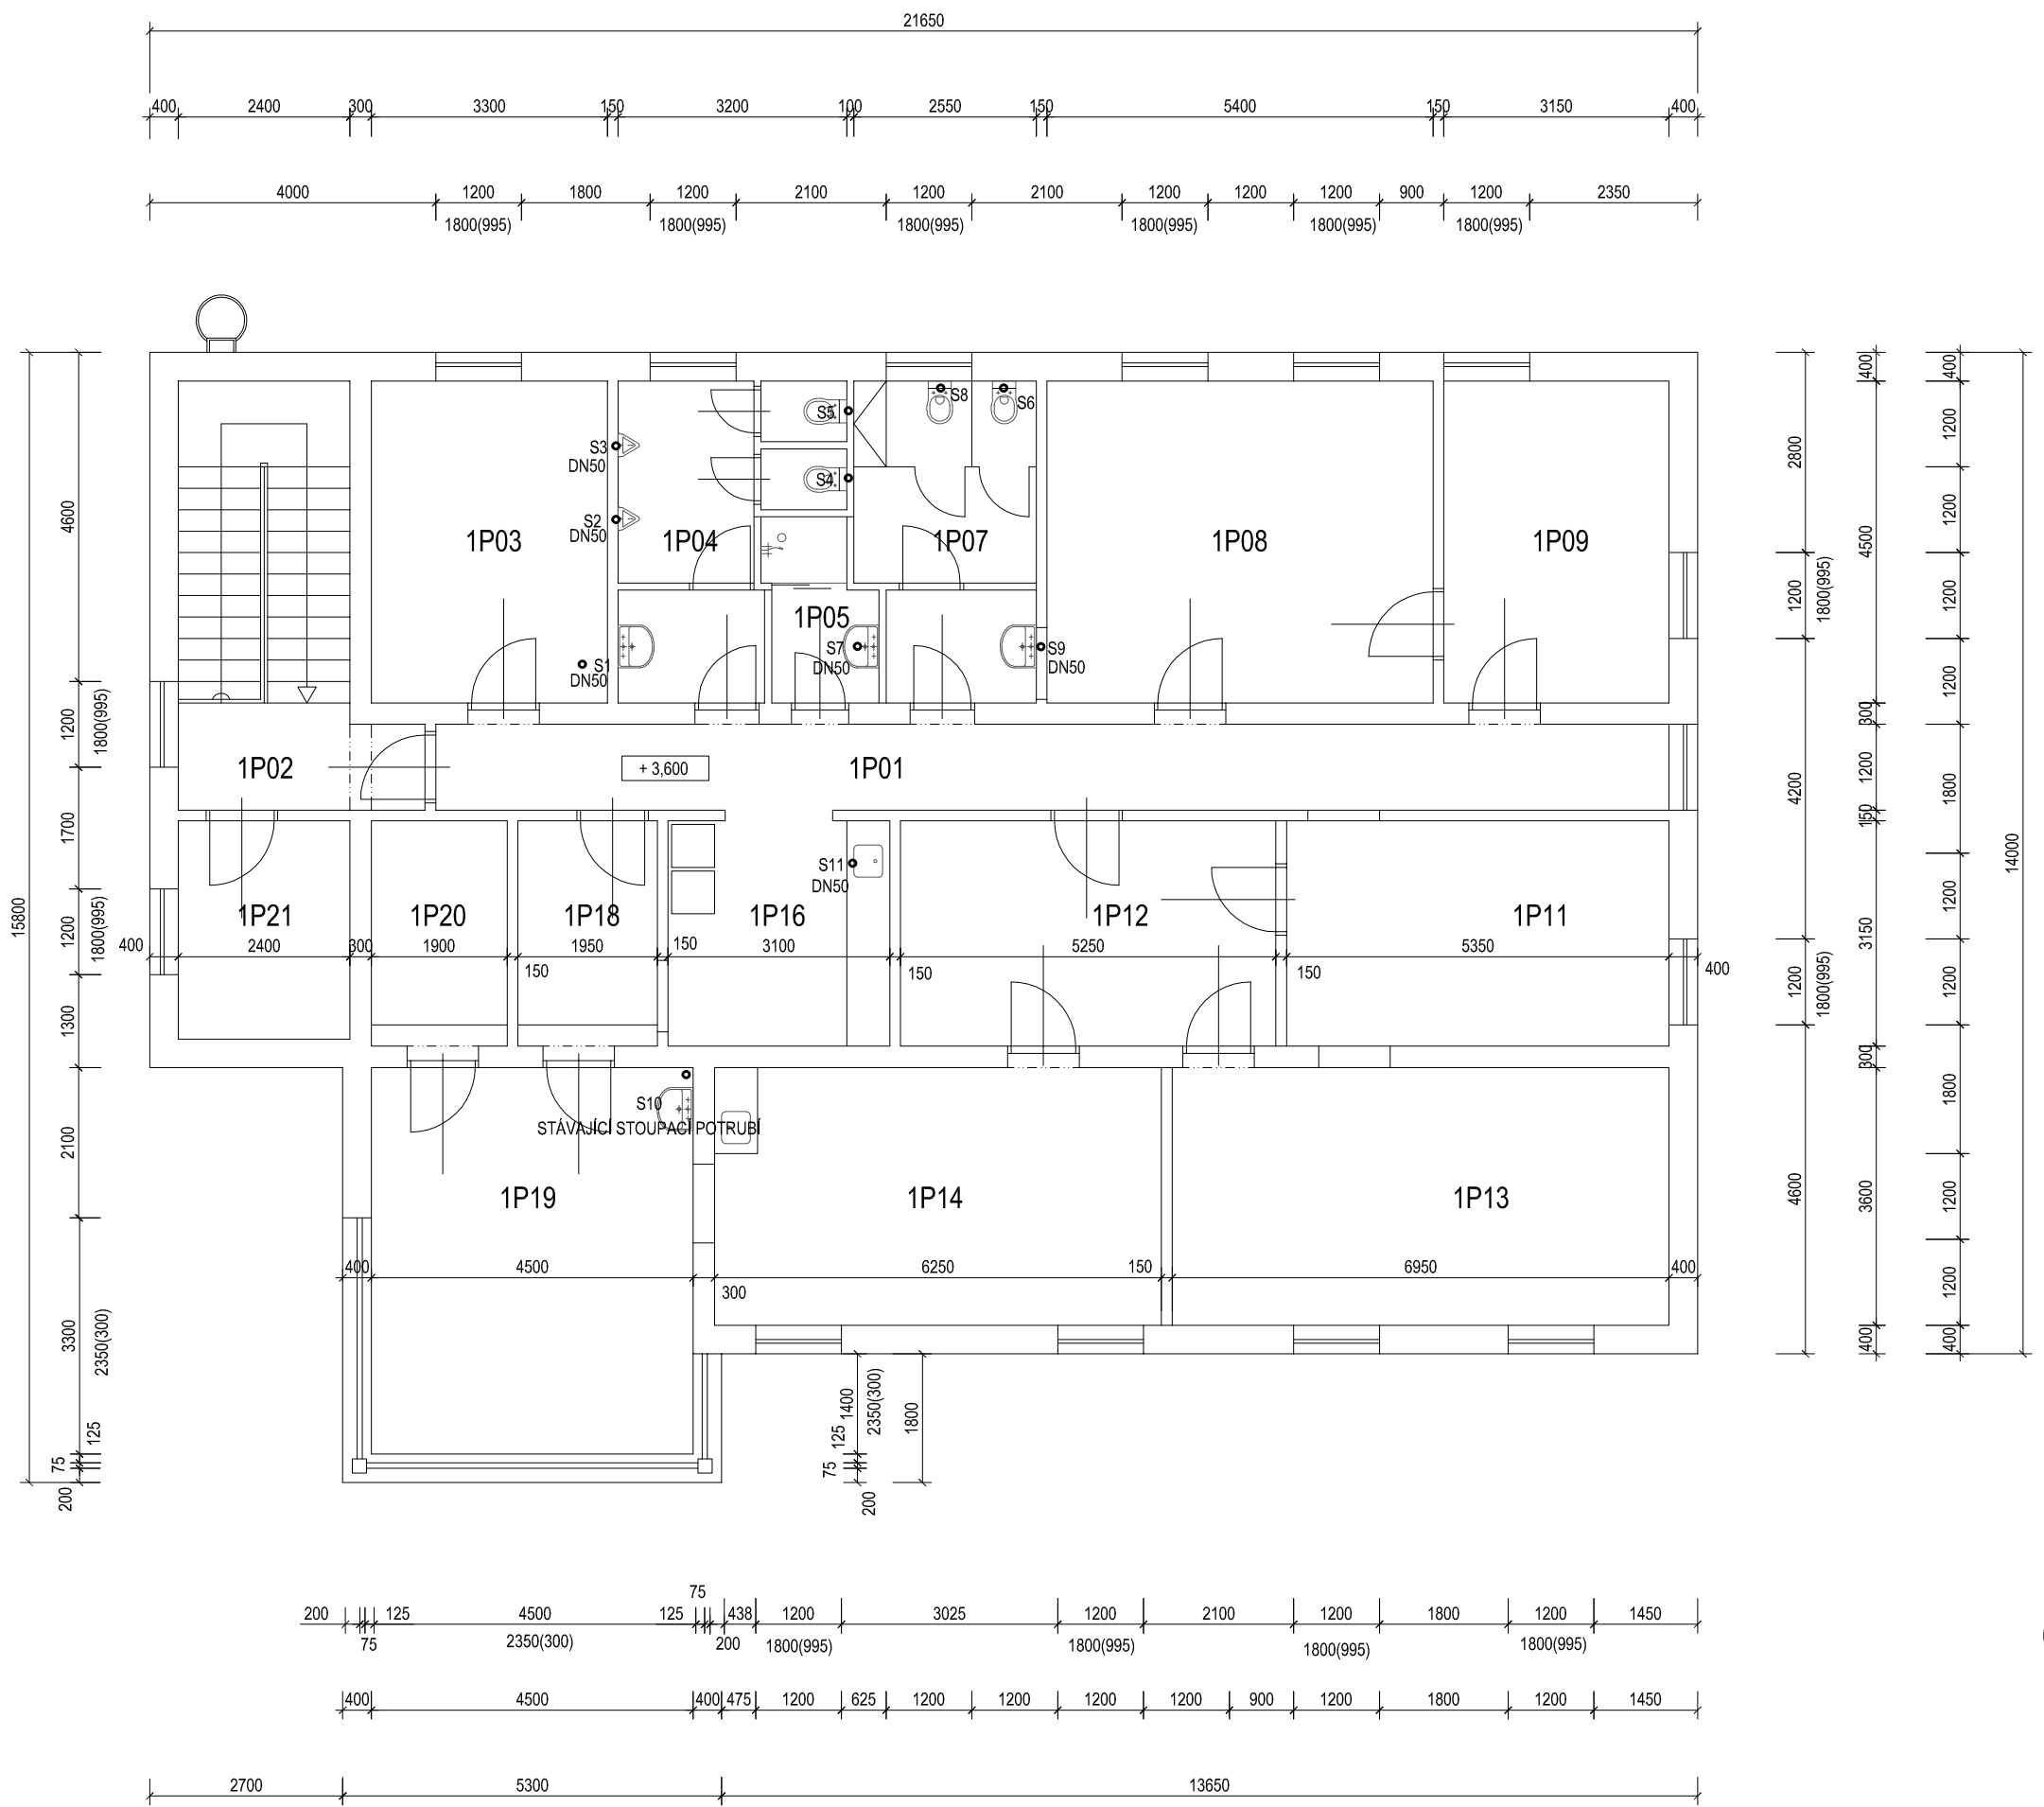 21650
400 2400 300 3300 150 3200 100 2550 150 5400 150 3150 400
4000 1200 1800 1200 2100 1200 2100 1200 1200 1200 900 1200 2350
1800(995) 1800(995) 1800(995) 1800(995) 1800(995) 1800(995)
15800
4600
1200
1800(995)
1700
1200
1800(995)
1300
2100
3300
2350(300)
125
75
200
S8
S6
S5
S3
DN50
S4
S2
DN50
1P03
1P04
1P07
1P08
1P09
1P05
S1
DN50
S7
DN50
S9
DN50
1P02
+ 3,600
1P01
S11
DN50
1P21
1P20
1P18
1P16
1P12
1P11
400 2400 300 1900 150 1950 150 3100 150 5250 150 5350 400
S10
STÁVAJÍCÍ STOUPACÍ POTRUBÍ
1P19
1P14
1P13
400 4500 300 6250 150 6950 400
1400
2350(300)
125
75
200
1800
2800
1200
1800(995)
4200
1200
1800(995)
4600
400
4500
300
1200
150
3150
300
3600
400
400
1200
1200
1200
1200
1800
1200
1200
1800
1200
1200
400
14000
75
200 125 4500 125 438 1200 3025 1200 2100 1200 1800 1200 1450
75 2350(300) 200 1800(995) 1800(995) 1800(995) 1800(995)
400 4500 400 475 1200 625 1200 1200 1200 1200 900 1200 1800 1200 1450
2700 5300 13650